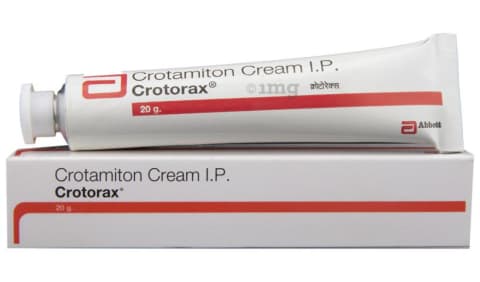 Crotamiton Cream I.P.
Crotorax®
©1mg
क्रोटोरेक्स
20 g.
Abbott
Crotamiton Cream I.P.
Crotorax®
20 g.